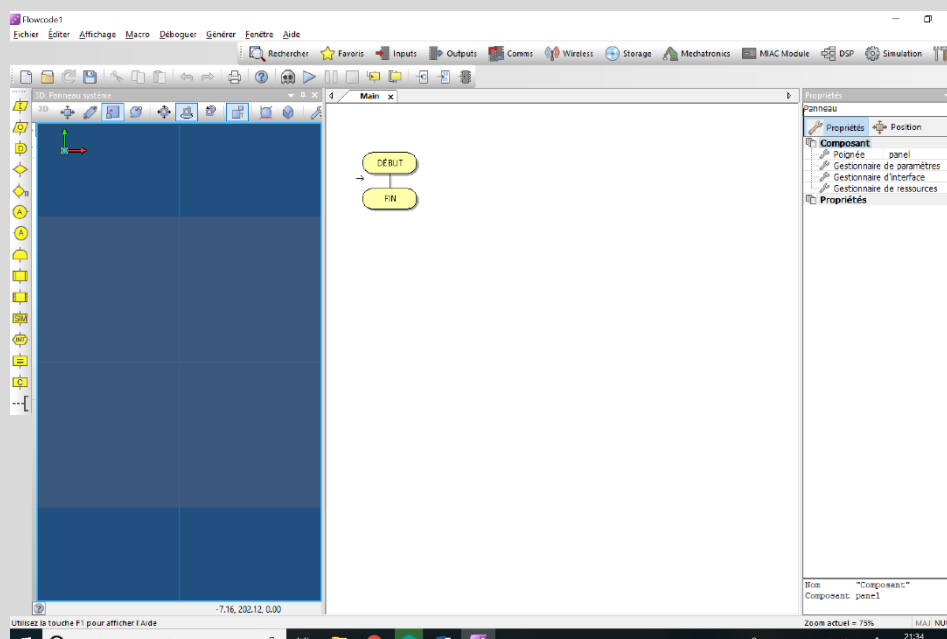 Flowcode1
Fichier Éditer Affichage Macro Déboguer Générer Fenêtre Aide
Rechercher Favoris Inputs Outputs Comms Wireless Storage Mechatronics MIAC Module DSP Simulation
3D: Panneau système
Main x
Propriétés
Panneau
3D
Propriétés Position
Composant
Poignée panel
Gestionnaire de paramètres
Gestionnaire d'interface
Gestionnaire de ressources
Propriétés
DÉBUT
FIN
D
A
A
SIM
INT
C
Nom "Composant"
Composant panel
-7.16, 202.12, 0.00
Utilisez la touche F1 pour afficher l'Aide
Zoom actuel = 75% MAJ NU
21:34